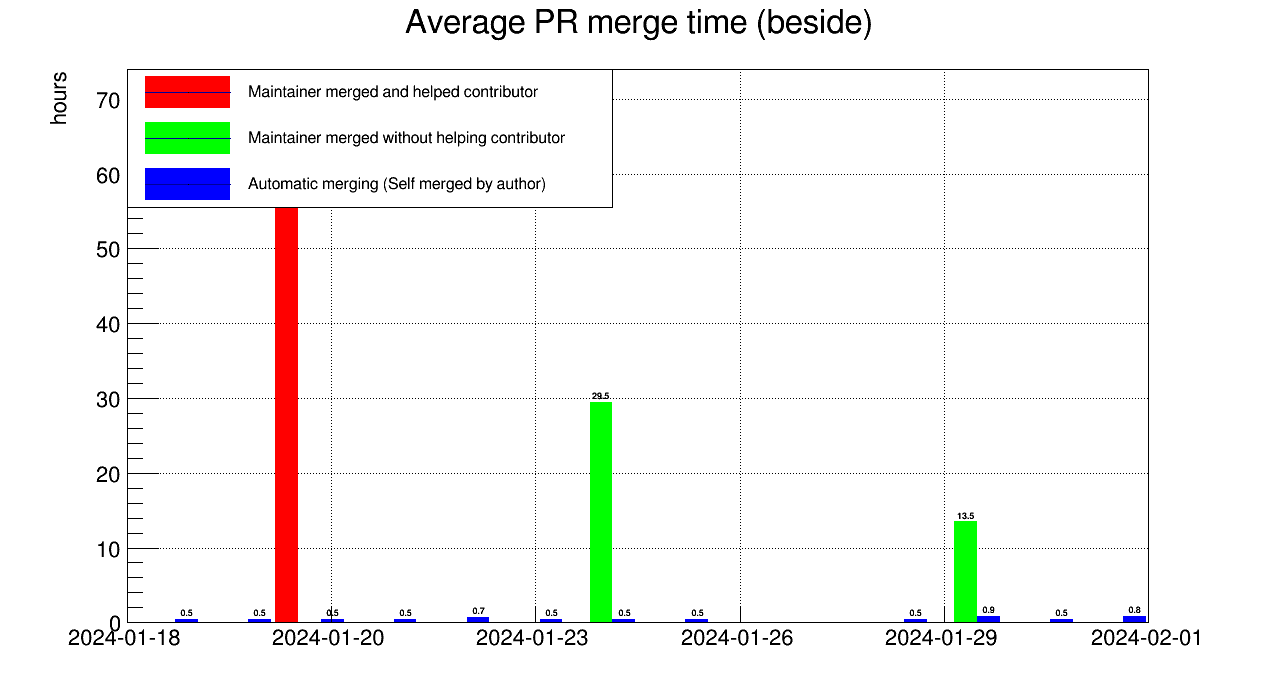 Average PR merge time (beside)
hours
Maintainer merged and helped contributor
Maintainer merged without helping contributor
Automatic merging (Self merged by author)
70
60
50
40
30
20
10
0
29.5
13.5
0.5 0.5 0.5 0.5 0.7 0.5 0.5 0.5 0.5 0.9 0.5 0.8
2024-01-18 2024-01-20 2024-01-23 2024-01-26 2024-01-29 2024-02-01